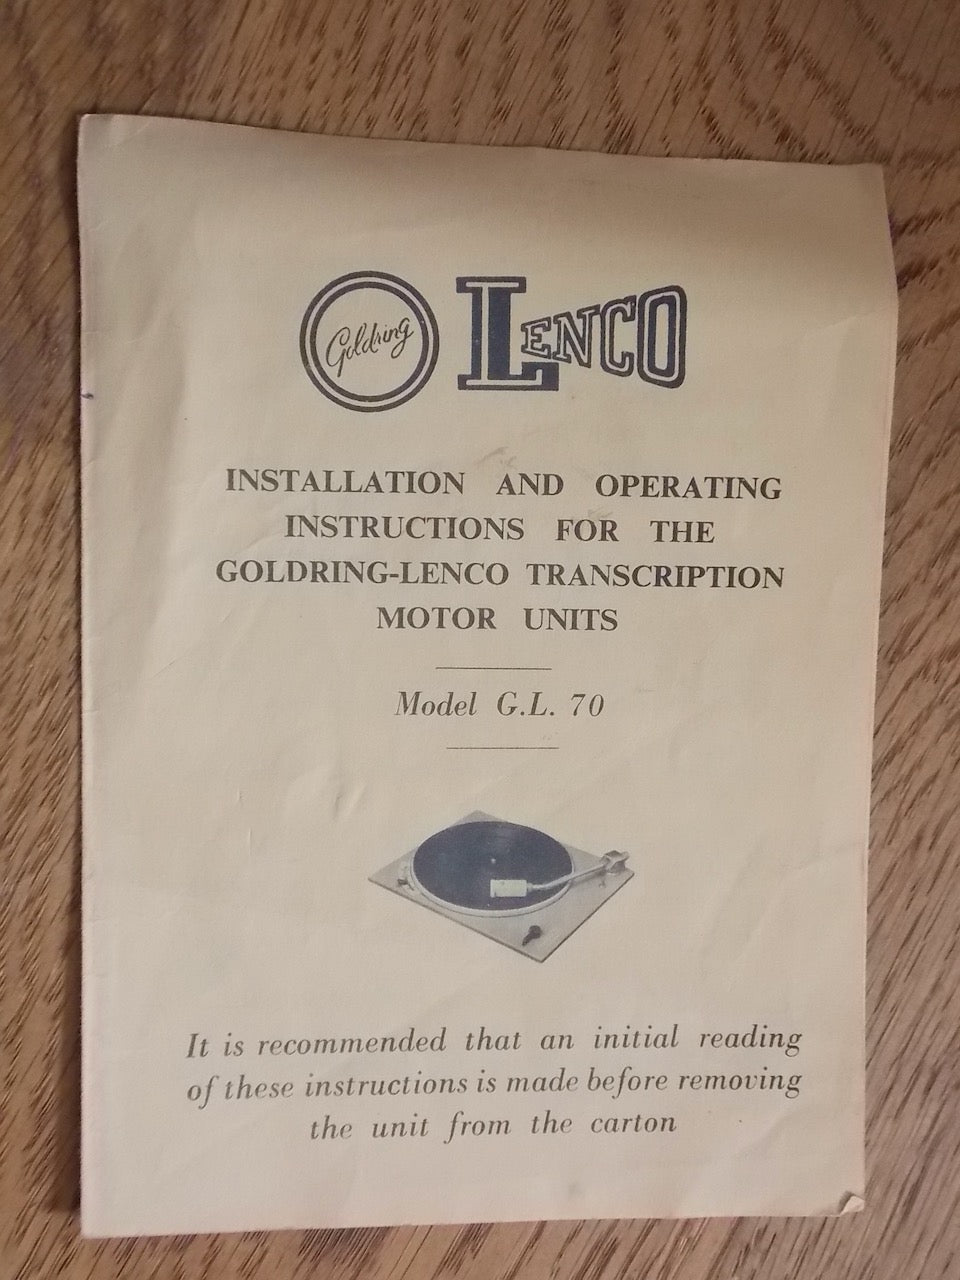 Goldring LENCO
INSTALLATION AND OPERATING
INSTRUCTIONS FOR THE
GOLDRING-LENCO TRANSCRIPTION
MOTOR UNITS
Model G.L. 70
It is recommended that an initial reading
of these instructions is made before removing
the unit from the carton